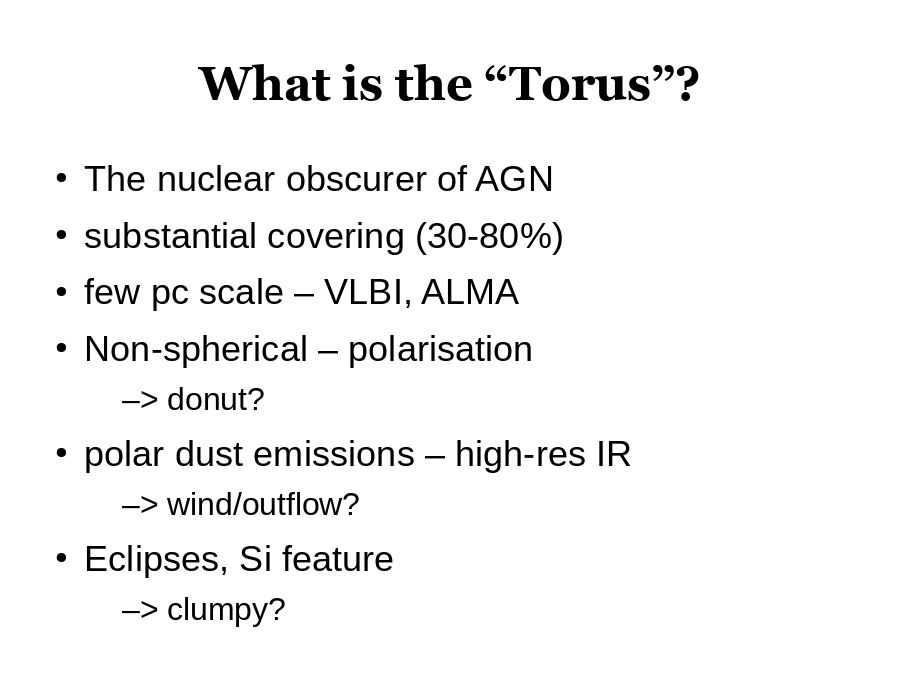 What is the “Torus”?
• The nuclear obscurer of AGN
• substantial covering (30-80%)
• few pc scale – VLBI, ALMA
• Non-spherical – polarisation
–> donut?
• polar dust emissions – high-res IR
–> wind/outflow?
• Eclipses, Si feature
–> clumpy?